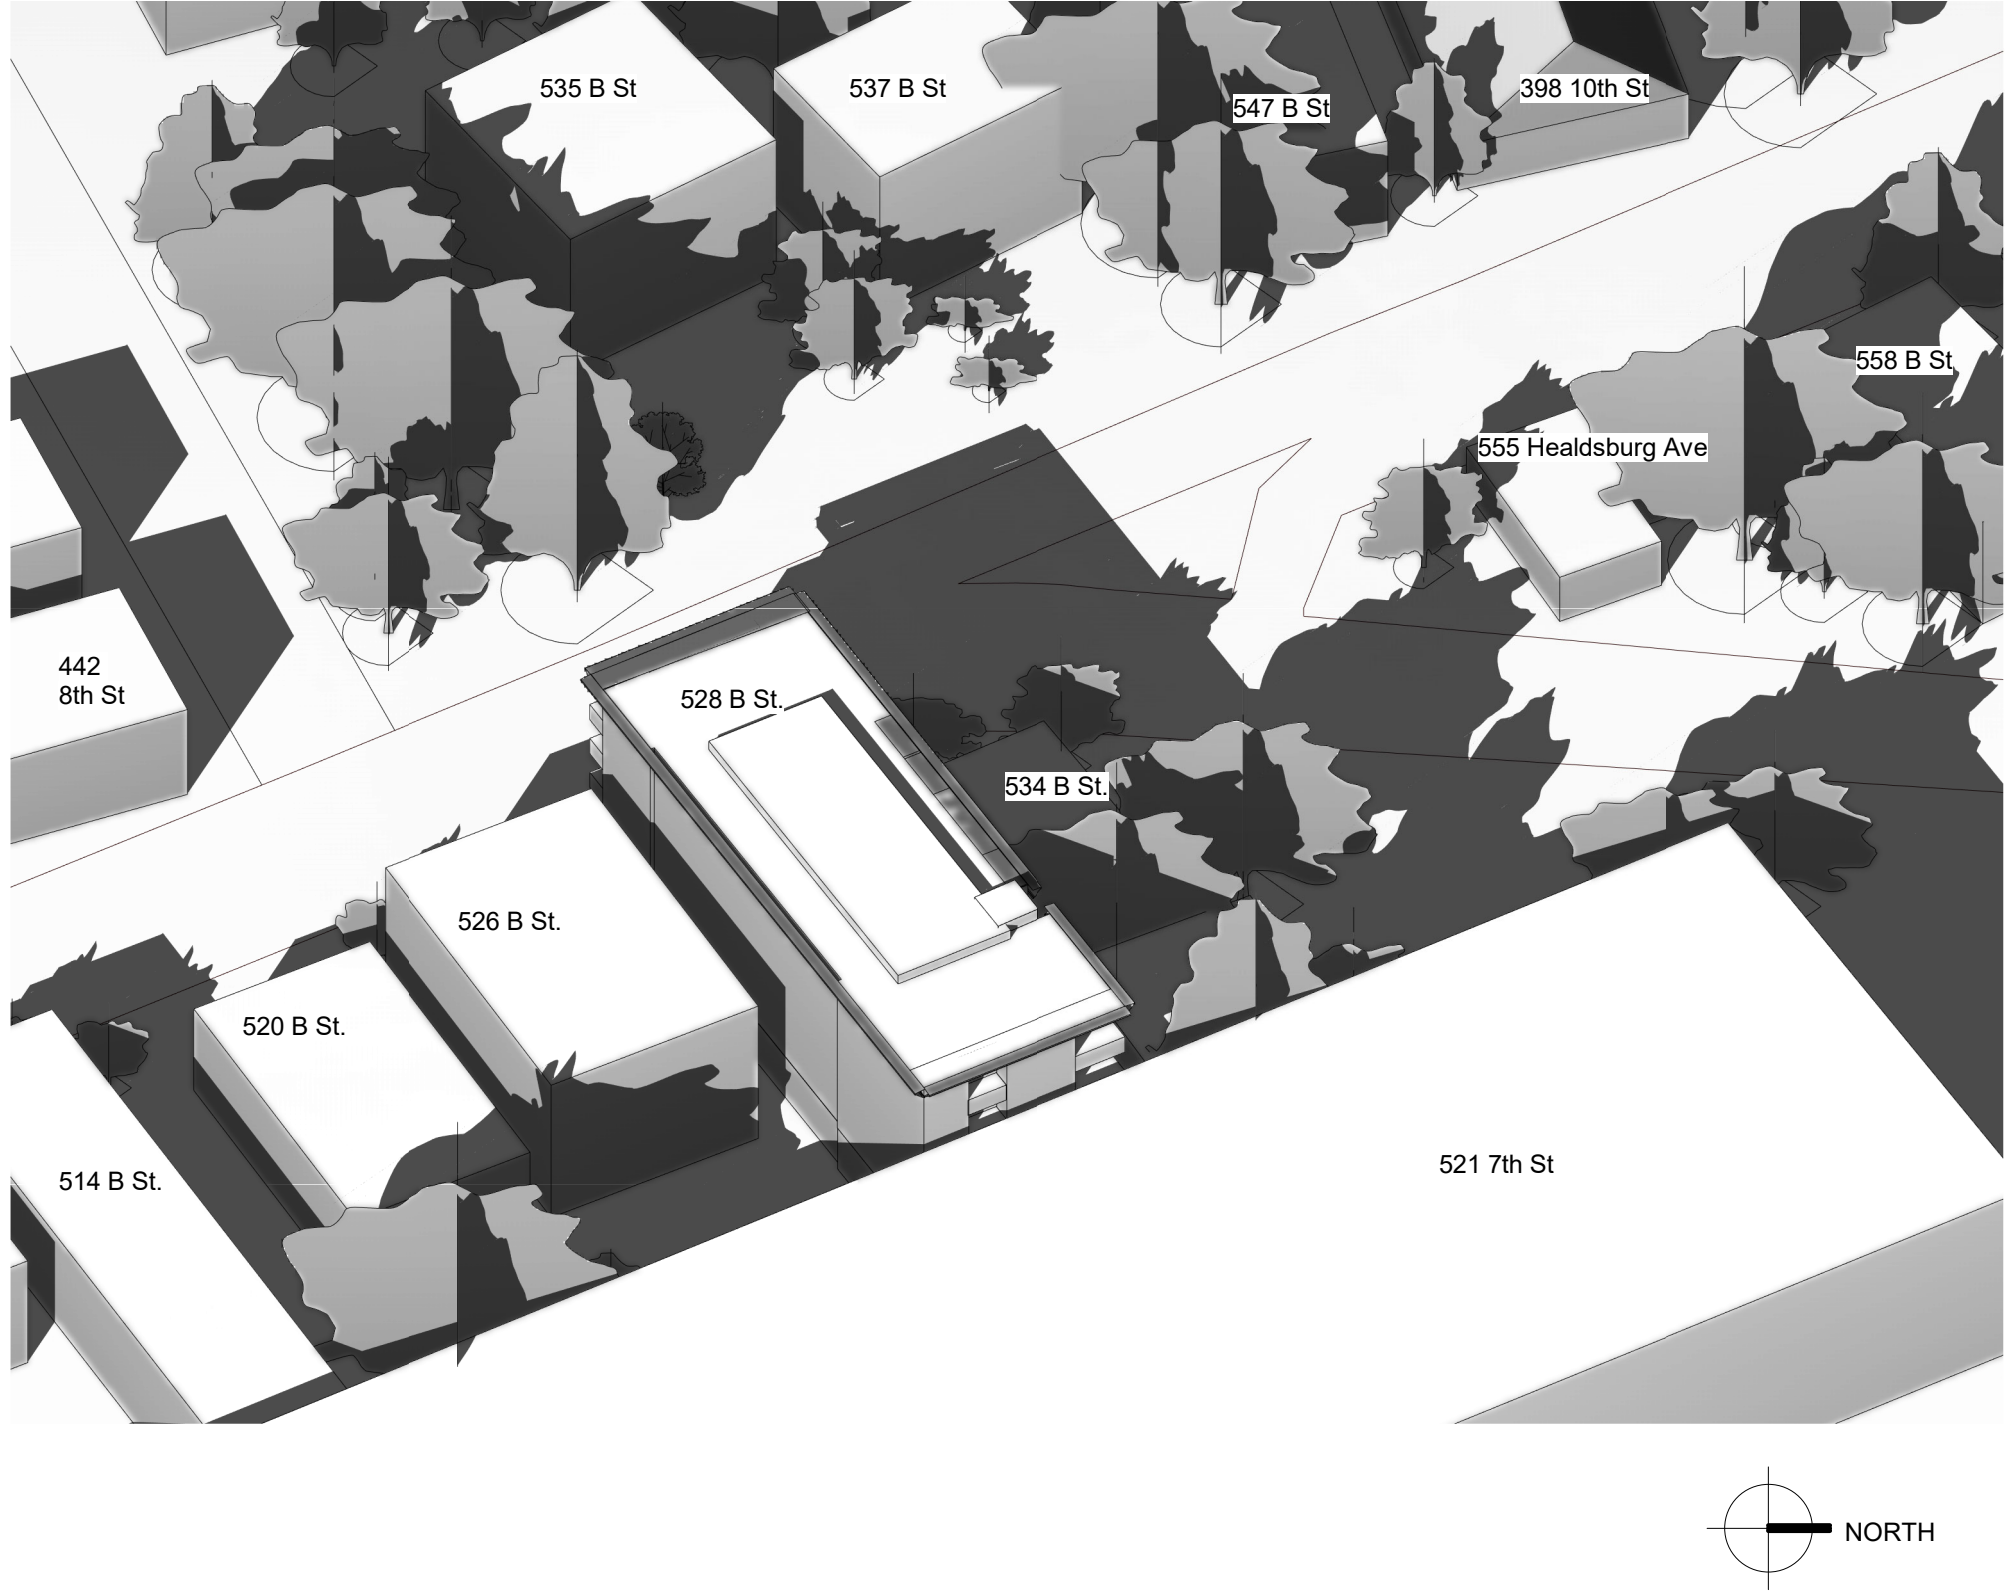 535 B St
537 B St
547 B St
398 10th St
558 B St
555 Healdsburg Ave
442
8th St
528 B St.
534 B St.
526 B St.
520 B St.
514 B St.
521 7th St
NORTH